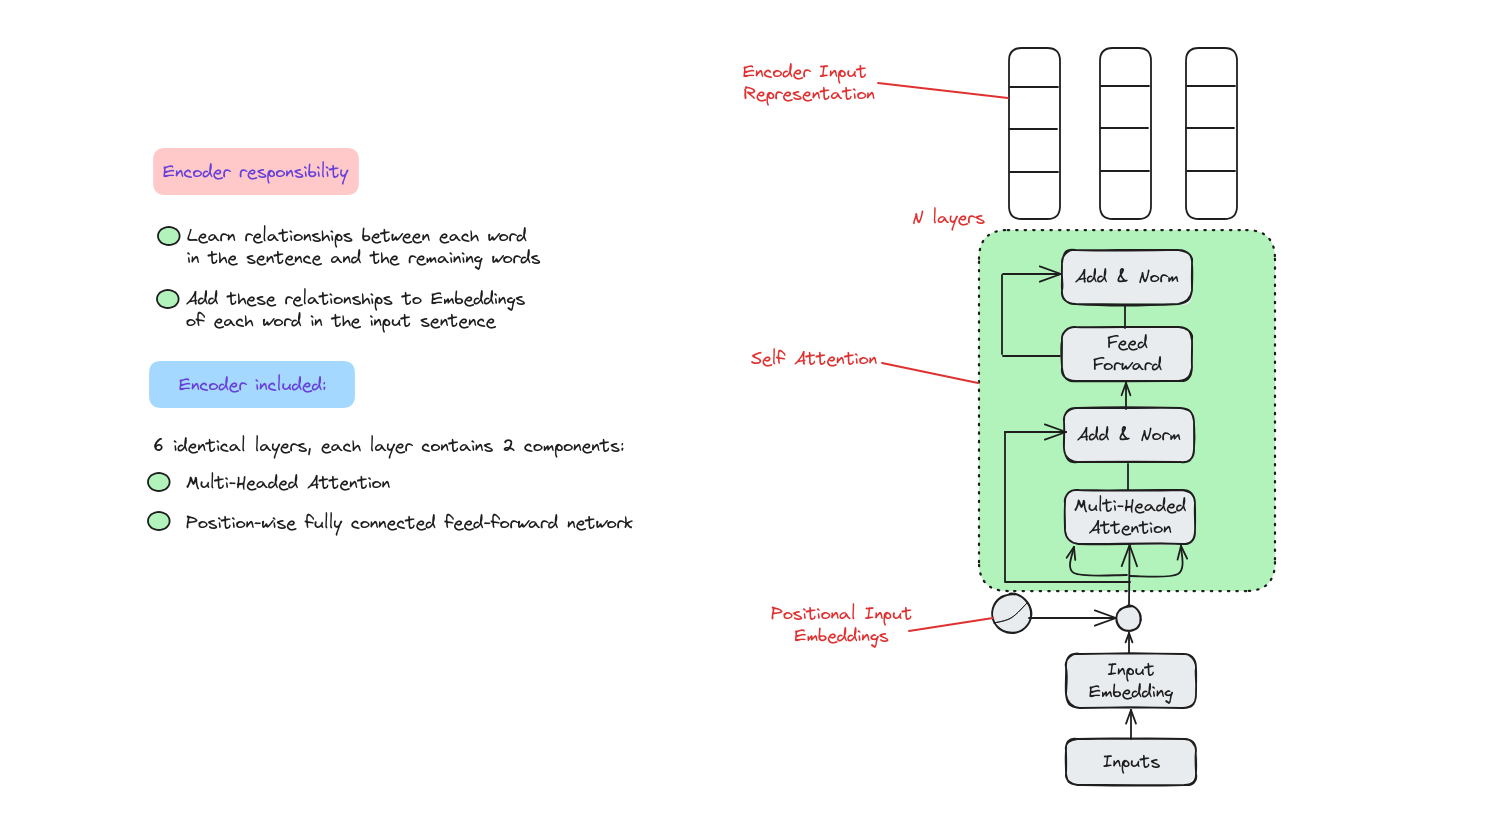 Encoder responsibility
Learn relationships between each word
in the sentence and the remaining words
Add these relationships to Embeddings
of each word in the input sentence
Encoder included:
6 identical layers, each layer contains 2 components:
Multi-Headed Attention
Position-wise fully connected feed-forward network
Encoder Input
Representation
N layers
Add & Norm
Feed
Forward
Self Attention
Add & Norm
Multi-Headed
Attention
Positional Input
Embeddings
Input
Embedding
Inputs